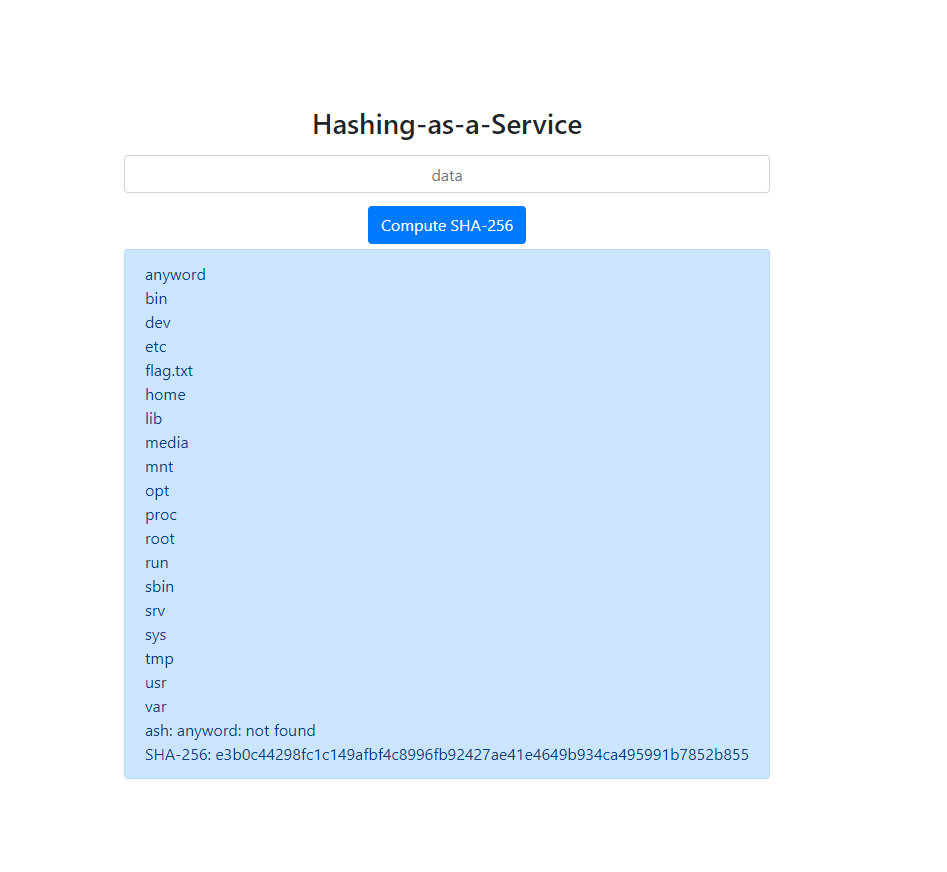 Hashing-as-a-Service
data
Compute SHA-256
anyword
bin
dev
etc
flag.txt
home
lib
media
mnt
opt
proc
root
run
sbin
srv
sys
tmp
usr
var
ash: anyword: not found
SHA-256: e3b0c44298fc1c149afbf4c8996fb92427ae41e4649b934ca495991b7852b855